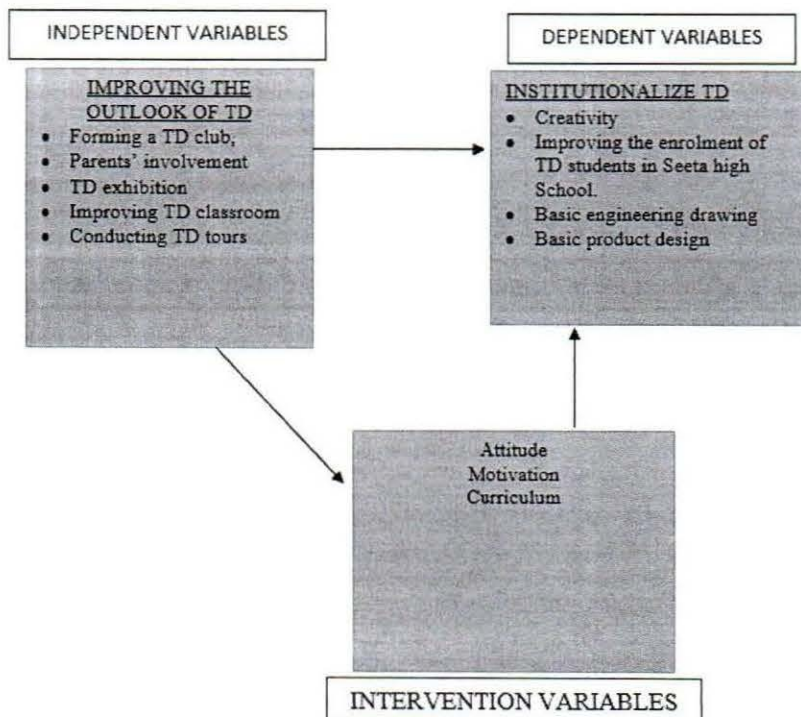 INDEPENDENT VARIABLES
IMPROVING THE
OUTLOOK OF TD
• Forming a TD club,
• Parents' involvement
• TD exhibition
• Improving TD classroom
• Conducting TD tours
DEPENDENT VARIABLES
INSTITUTIONALIZE TD
• Creativity
• Improving the enrolment of
TD students in Seeta high
School.
• Basic engineering drawing
• Basic product design
Attitude
Motivation
Curriculum
INTERVENTION VARIABLES